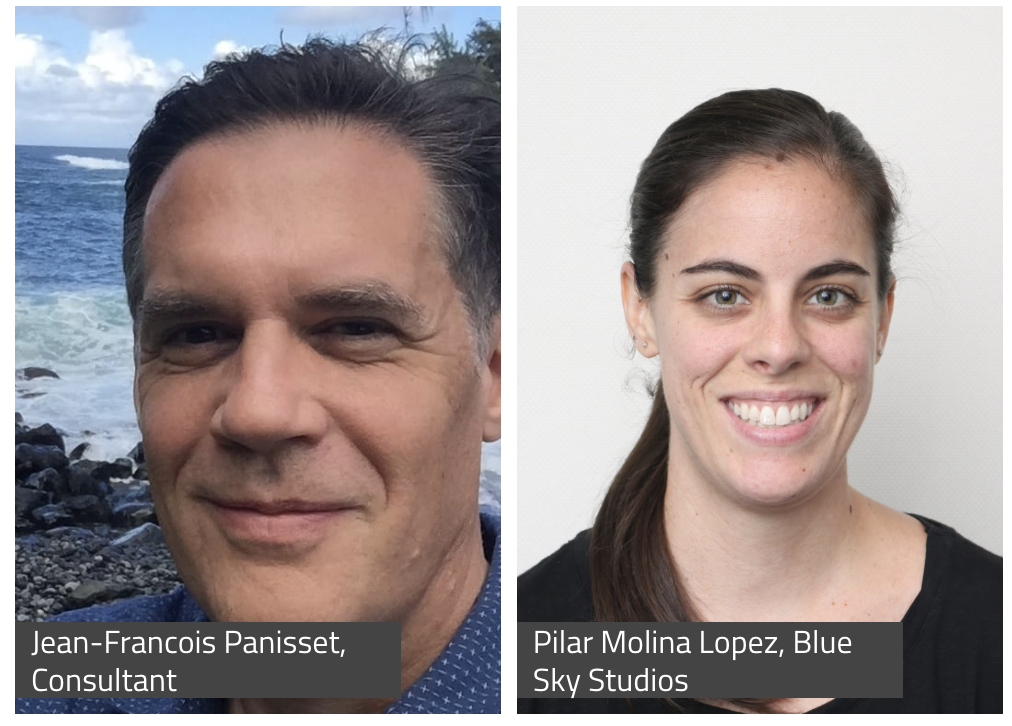 Jean-Francois Panisset,
Consultant
Pilar Molina Lopez, Blue
Sky Studios